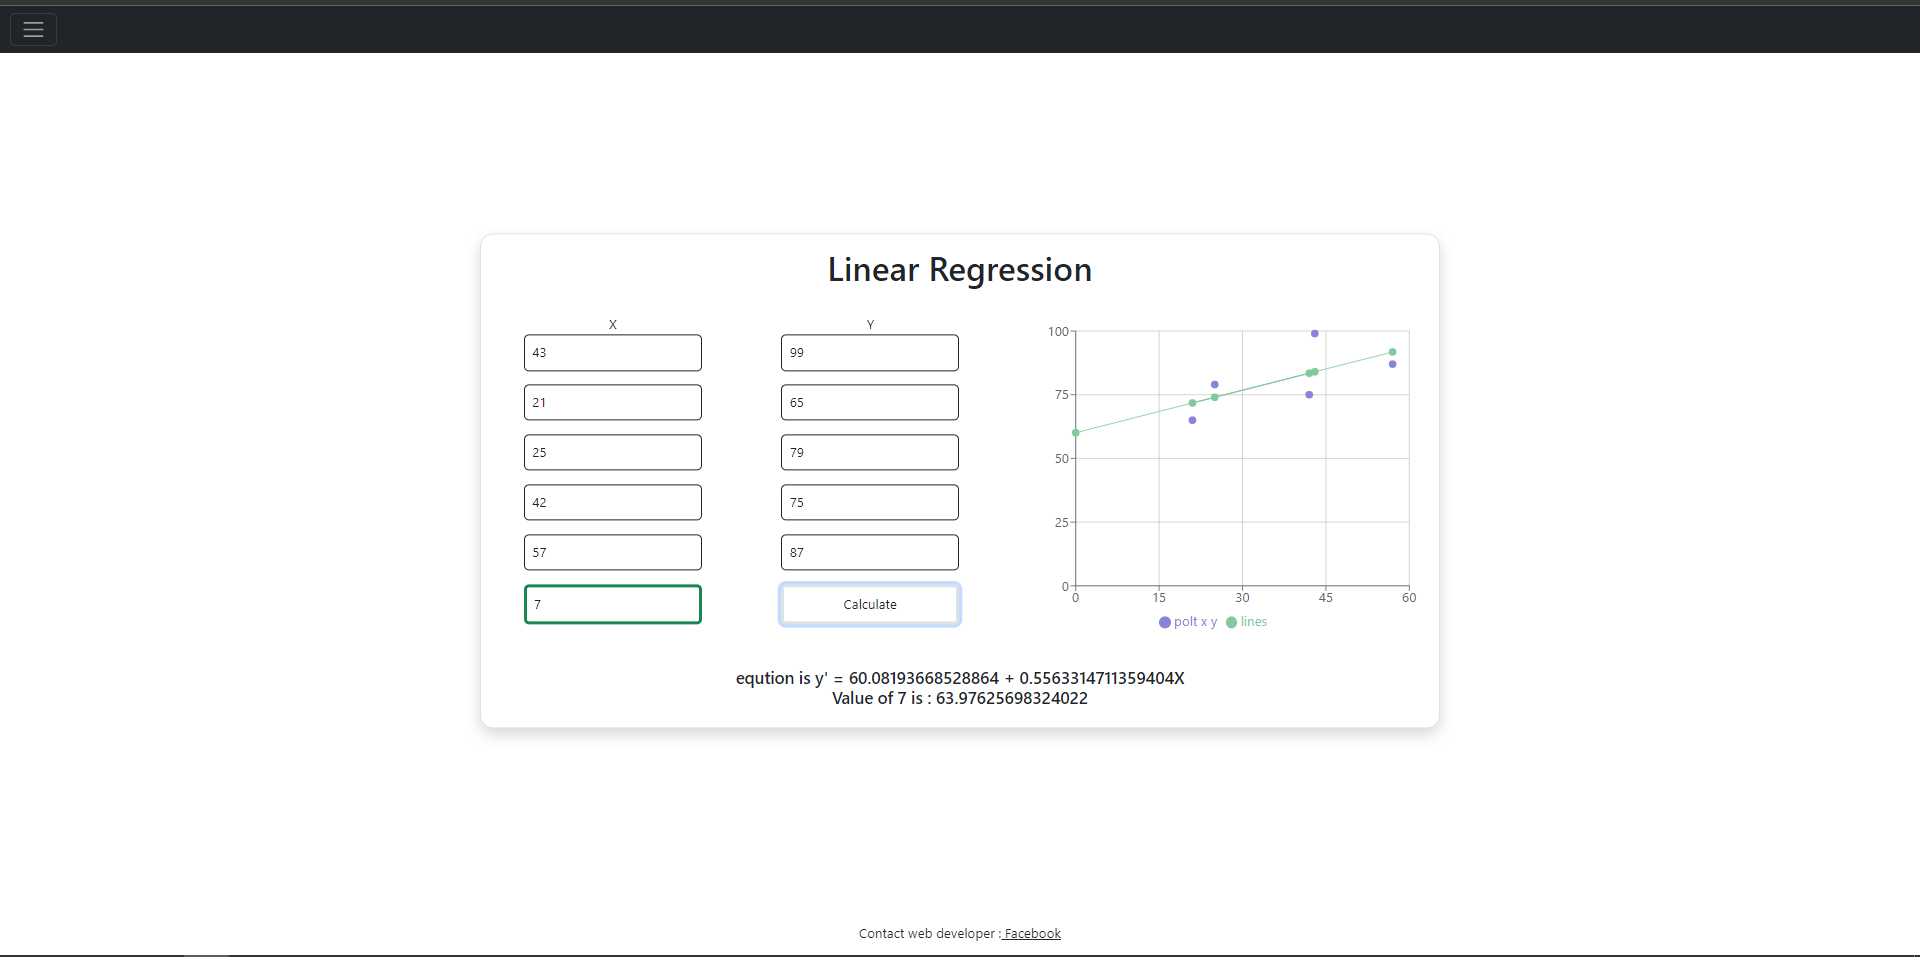 Linear Regression
X
Y
43
99
21
65
25
79
42
75
57
87
7
Calculate
100
75
50
25
0
0
15
30
45
60
polt x y
lines
eqution is y' = 60.08193668528864 + 0.5563314711359404X
Value of 7 is : 63.97625698324022
Contact web developer : Facebook